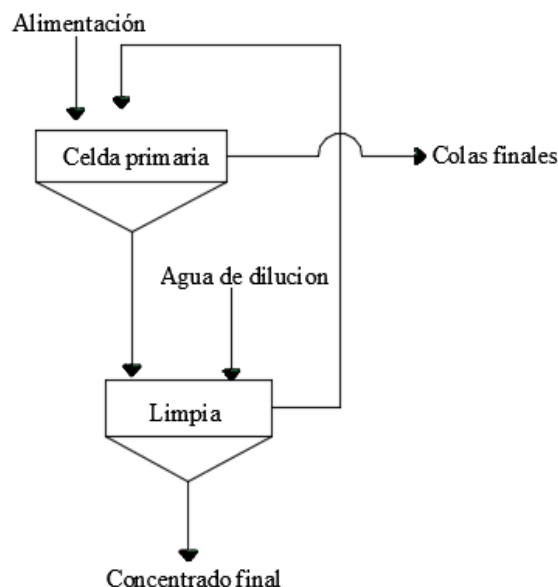 Alimentación
Celda primaria
Colas finales
Agua de dilucion
Limpia
Concentrado final